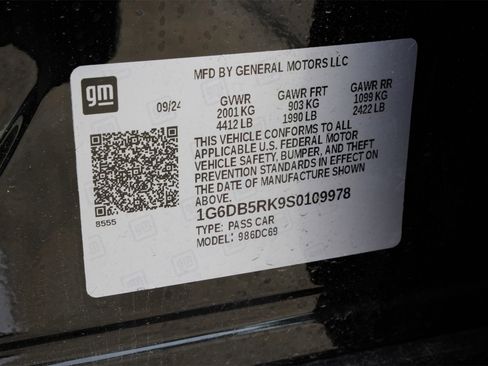 MFD BY GENERAL MOTORS LLC
gm
09/24
GVWR
2001 KG
4412 LB
GAWR FRT
903 KG
1990 LB
GAWR RR
1099 KG
2422 LB
THIS VEHICLE CONFORMS TO ALL
APPLICABLE U.S. FEDERAL MOTOR
VEHICLE SAFETY, BUMPER, AND THEFT
PREVENTION STANDARDS IN EFFECT ON
THE DATE OF MANUFACTURE SHOWN
ABOVE.
8555
1G6DB5RK9S0109978
TYPE: PASS CAR
MODEL: 986DC69